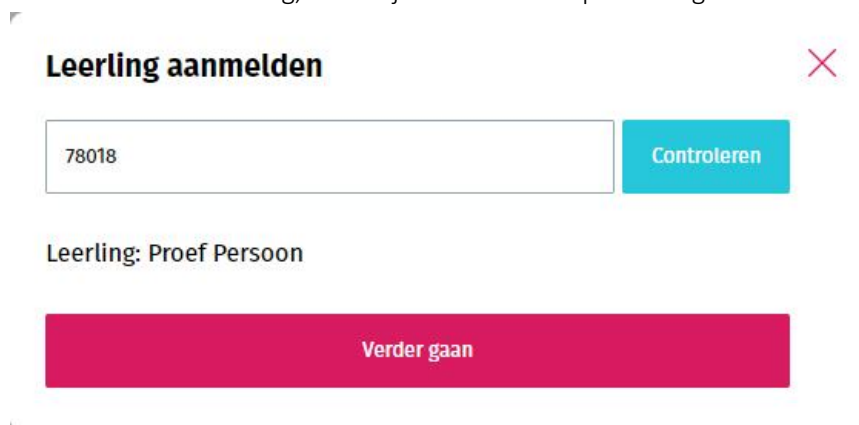 Leerling aanmelden
78018
Controleren
Leerling: Proef Persoon
Verder gaan